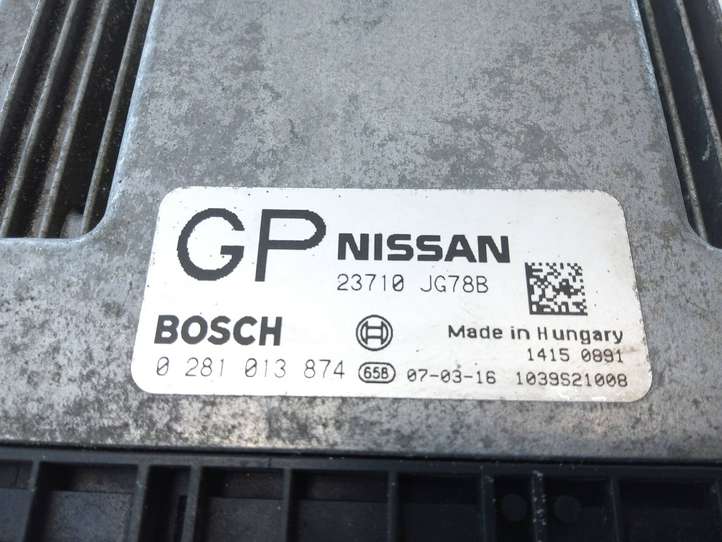 GP NISSAN
23710 JG78B
BOSCH
Made in Hungary
1415 0891
0 281 013 874 658 07-03-16 1039S21008